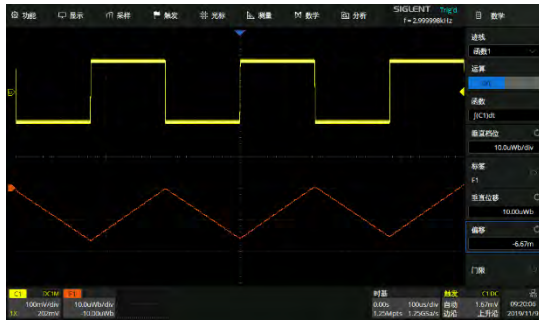 功能 显示 采样 触发 光标 测量 数学 分析 SIGLENT Trig'd
f = 2.999998kHz
数学
迹线
函数1
运算
函数
∫(C1)dt
垂直档位
10.0uWb/div
标签
F1
垂直位移
10.00uWb
偏移
-6.67m
门限
C1 DC1M F1 时基 触发 C1 DC
100mV/div 10.0uWb/div 0.00s 100us/div 自动 1.67mV 09:20:06
1X 202mV 10.00uWb 1.25Mpts 1.25GSa/s 边沿 上升沿 2019/11/9